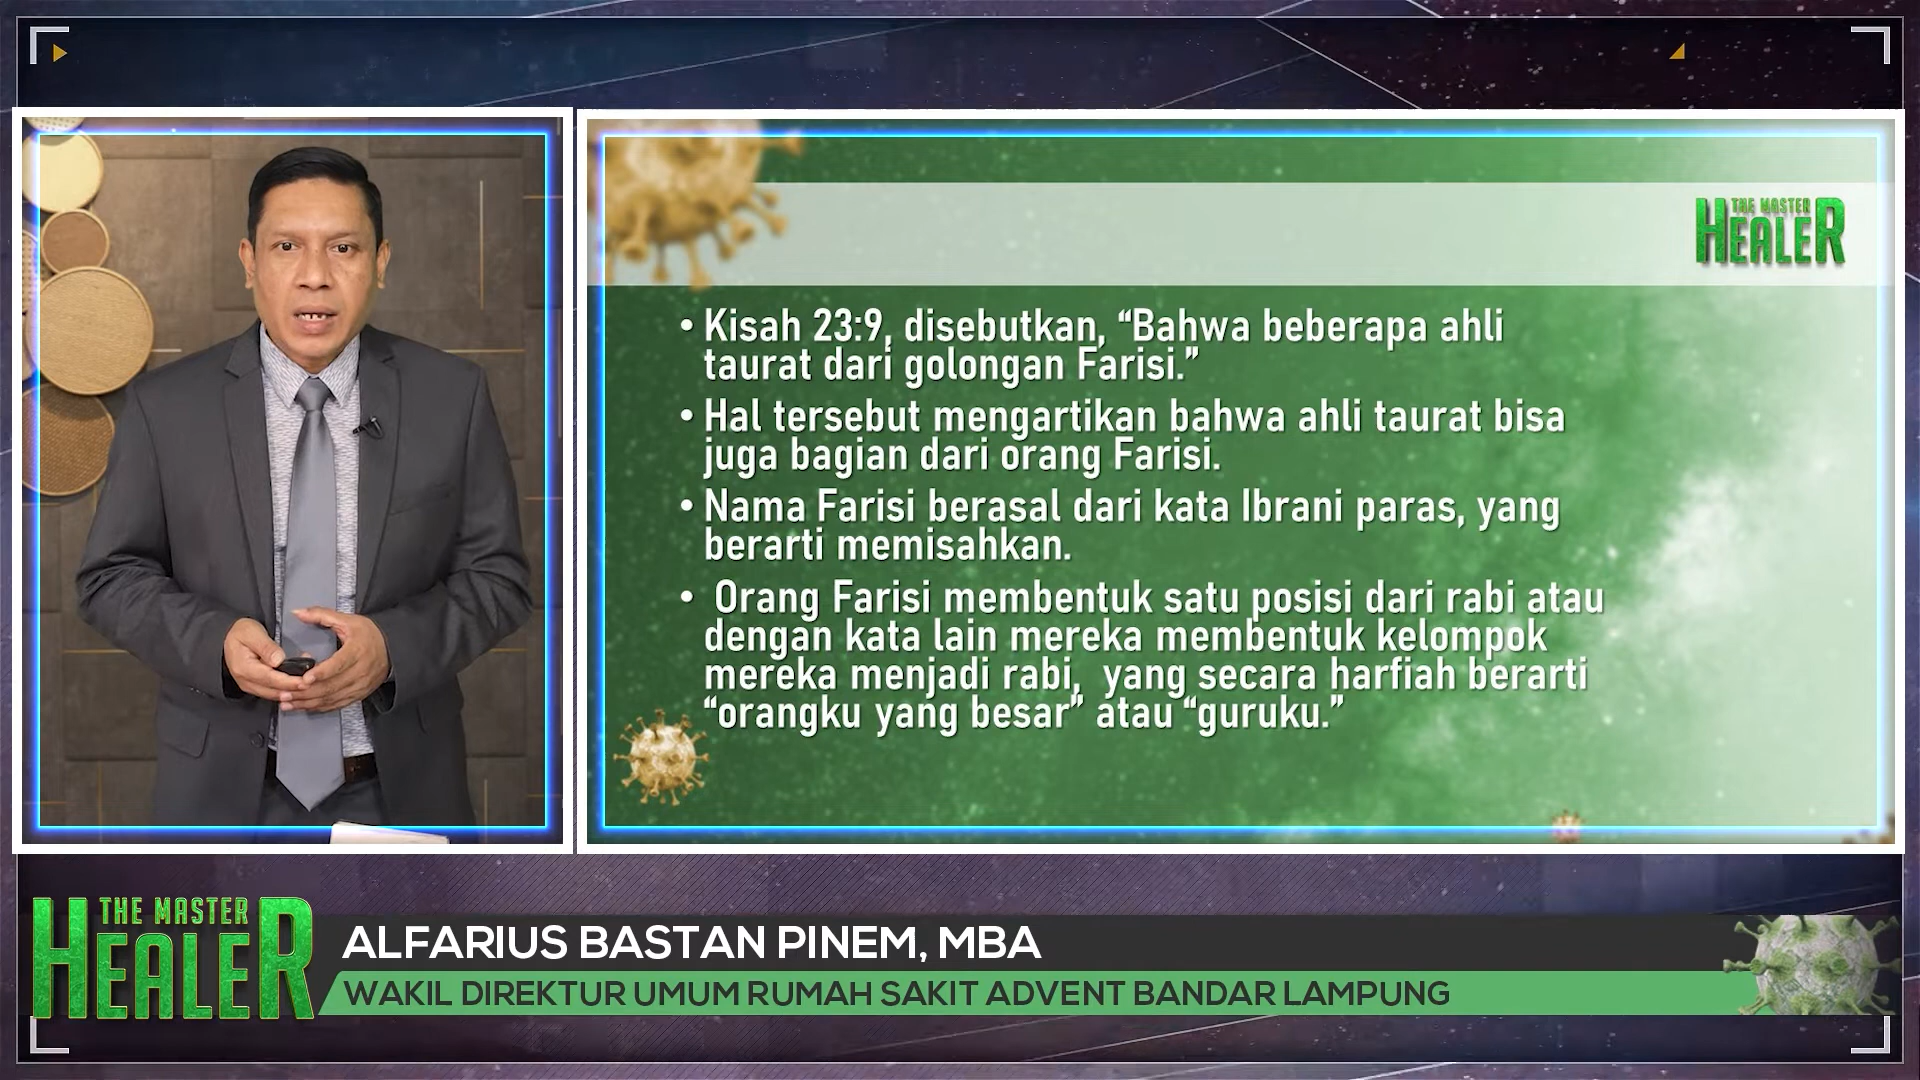 THE MASTER
HEALER
• Kisah 23:9, disebutkan, “Bahwa beberapa ahli
taurat dari golongan Farisi.”
• Hal tersebut mengartikan bahwa ahli taurat bisa
juga bagian dari orang Farisi.
• Nama Farisi berasal dari kata Ibrani paras, yang
berarti memisahkan.
• Orang Farisi membentuk satu posisi dari rabi atau
dengan kata lain mereka membentuk kelompok
mereka menjadi rabi, yang secara harfiah berarti
“orangku yang besar” atau “guruku.”
THE MASTER
HEALER
ALFARIUS BASTAN PINEM, MBA
WAKIL DIREKTUR UMUM RUMAH SAKIT ADVENT BANDAR LAMPUNG